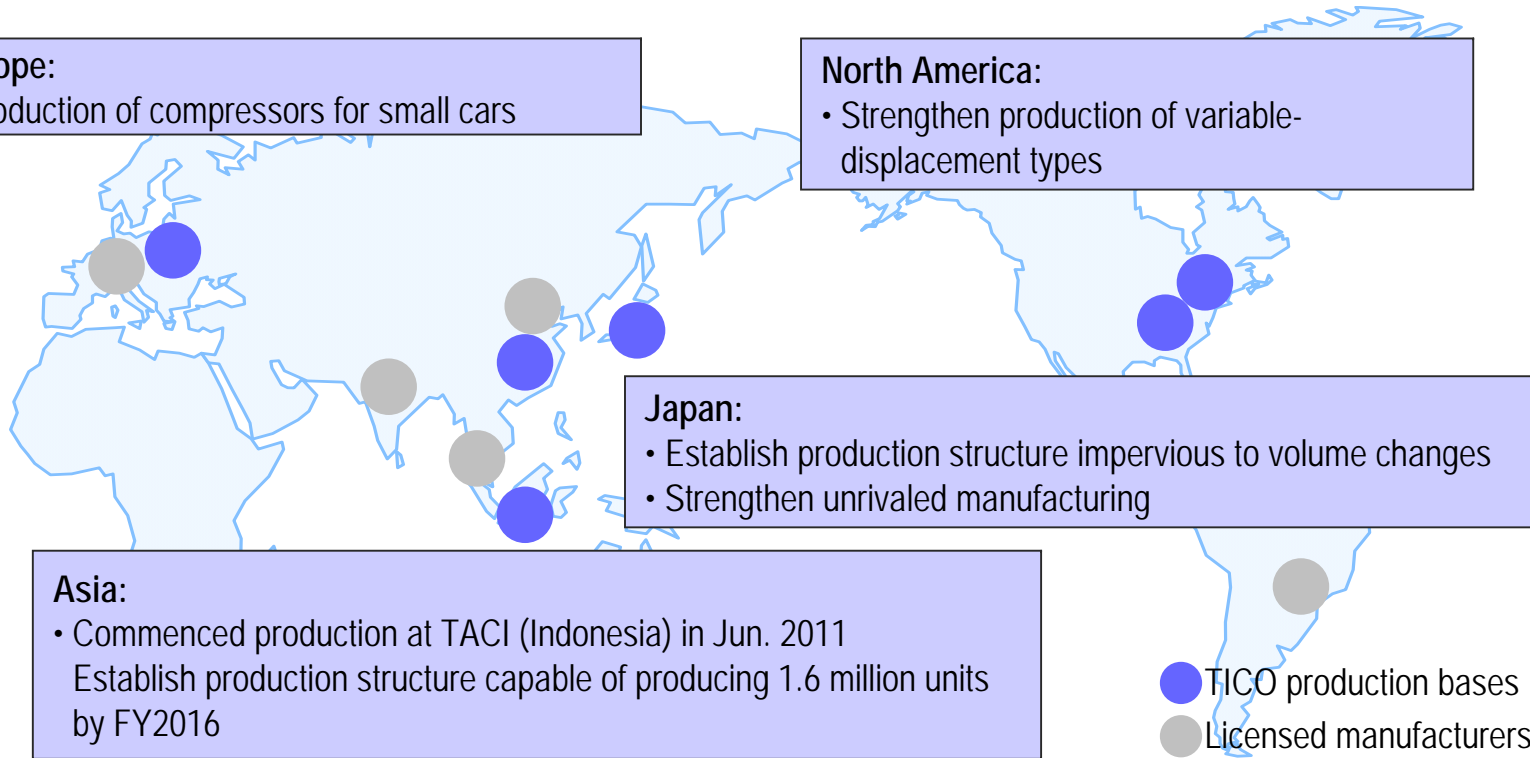 ope:
oduction of compressors for small cars
North America:
• Strengthen production of variable-
displacement types
Japan:
• Establish production structure impervious to volume changes
• Strengthen unrivaled manufacturing
Asia:
• Commenced production at TACI (Indonesia) in Jun. 2011
Establish production structure capable of producing 1.6 million units
by FY2016
TICO production bases
Licensed manufacturers